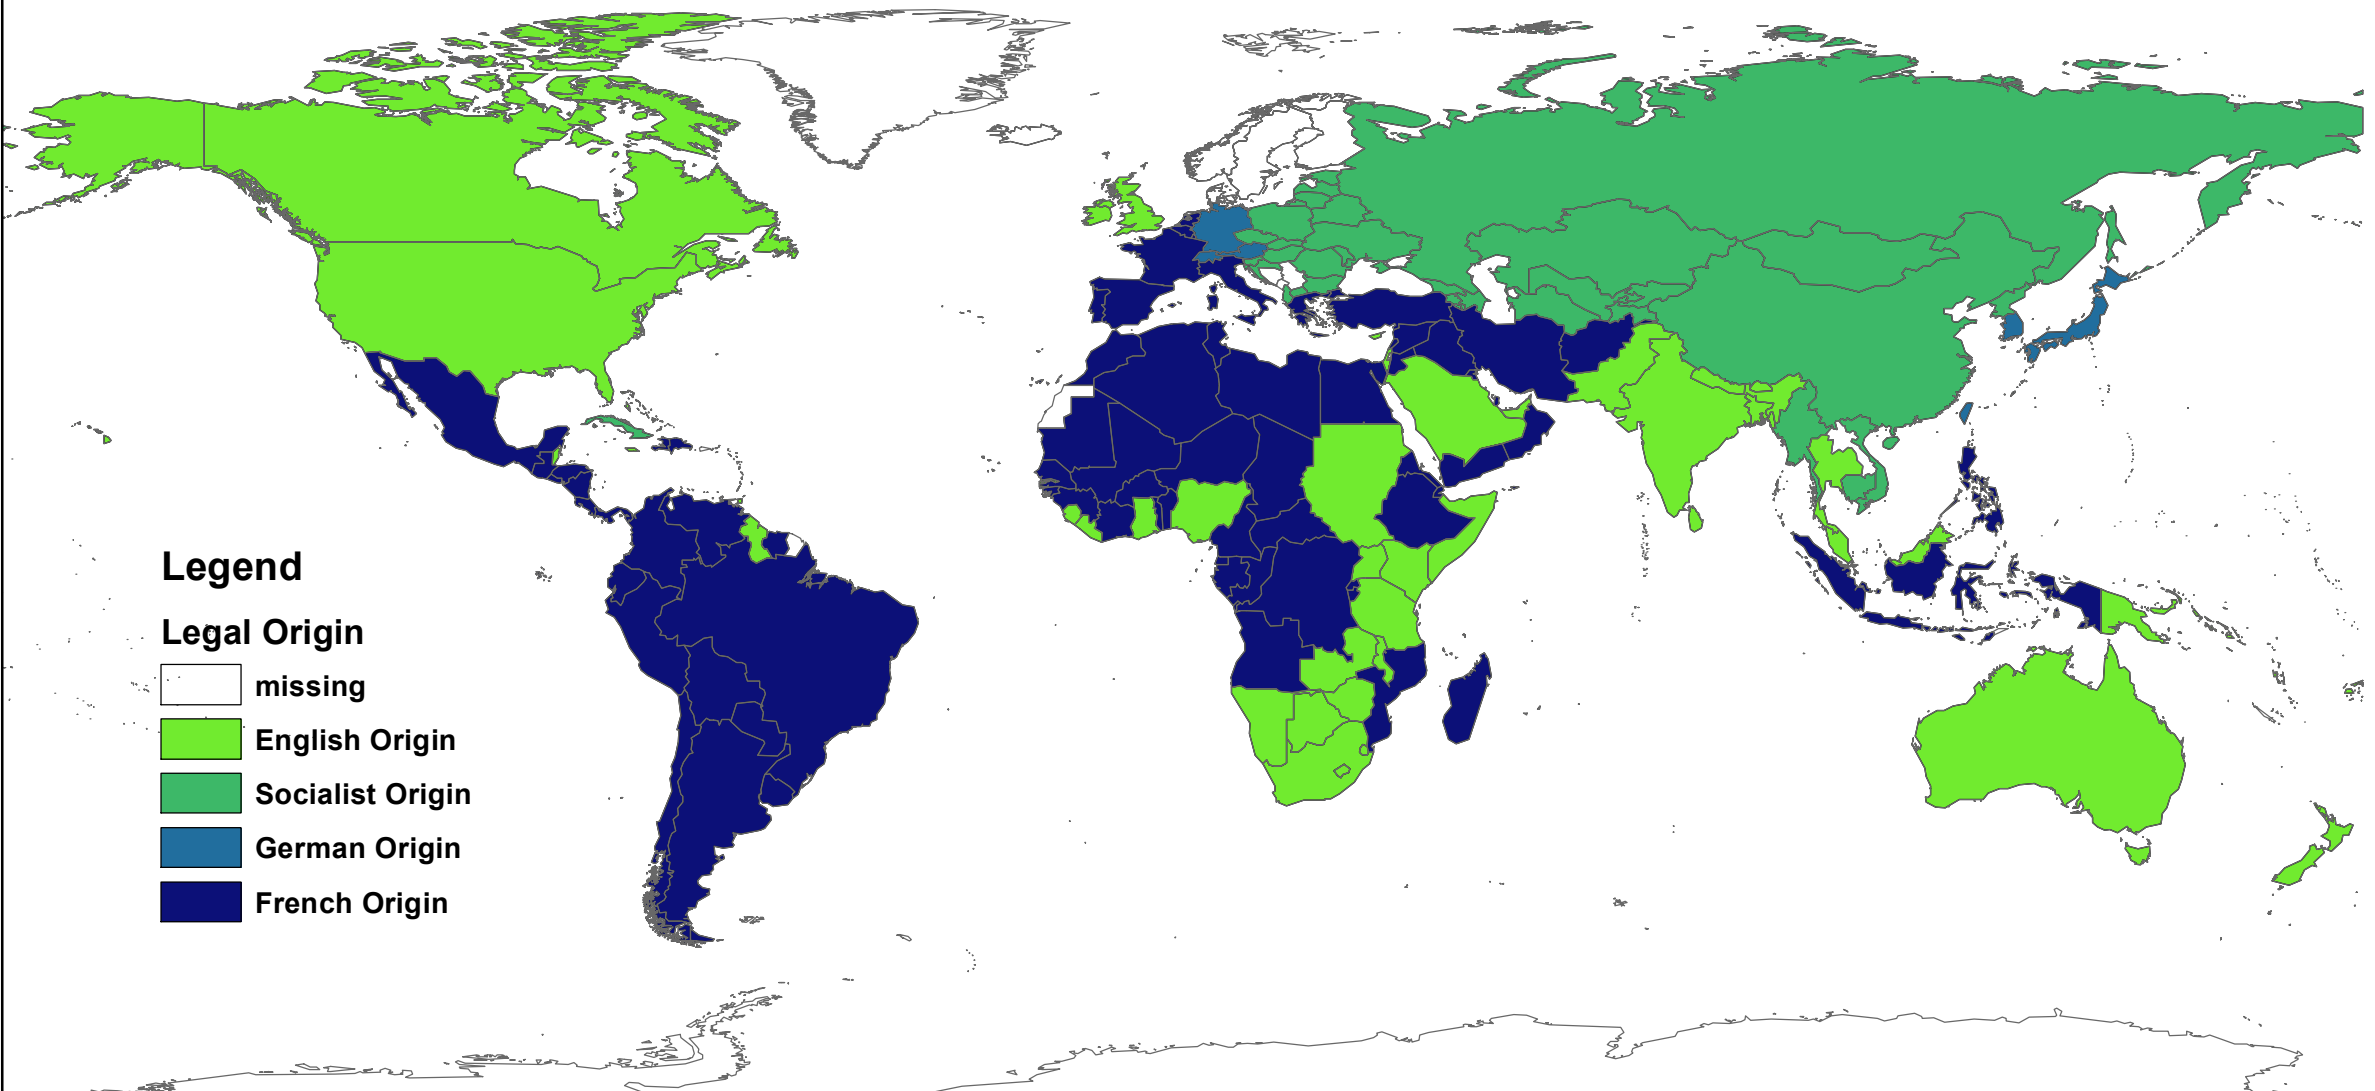 Legend
Legal Origin
missing
English Origin
Socialist Origin
German Origin
French Origin